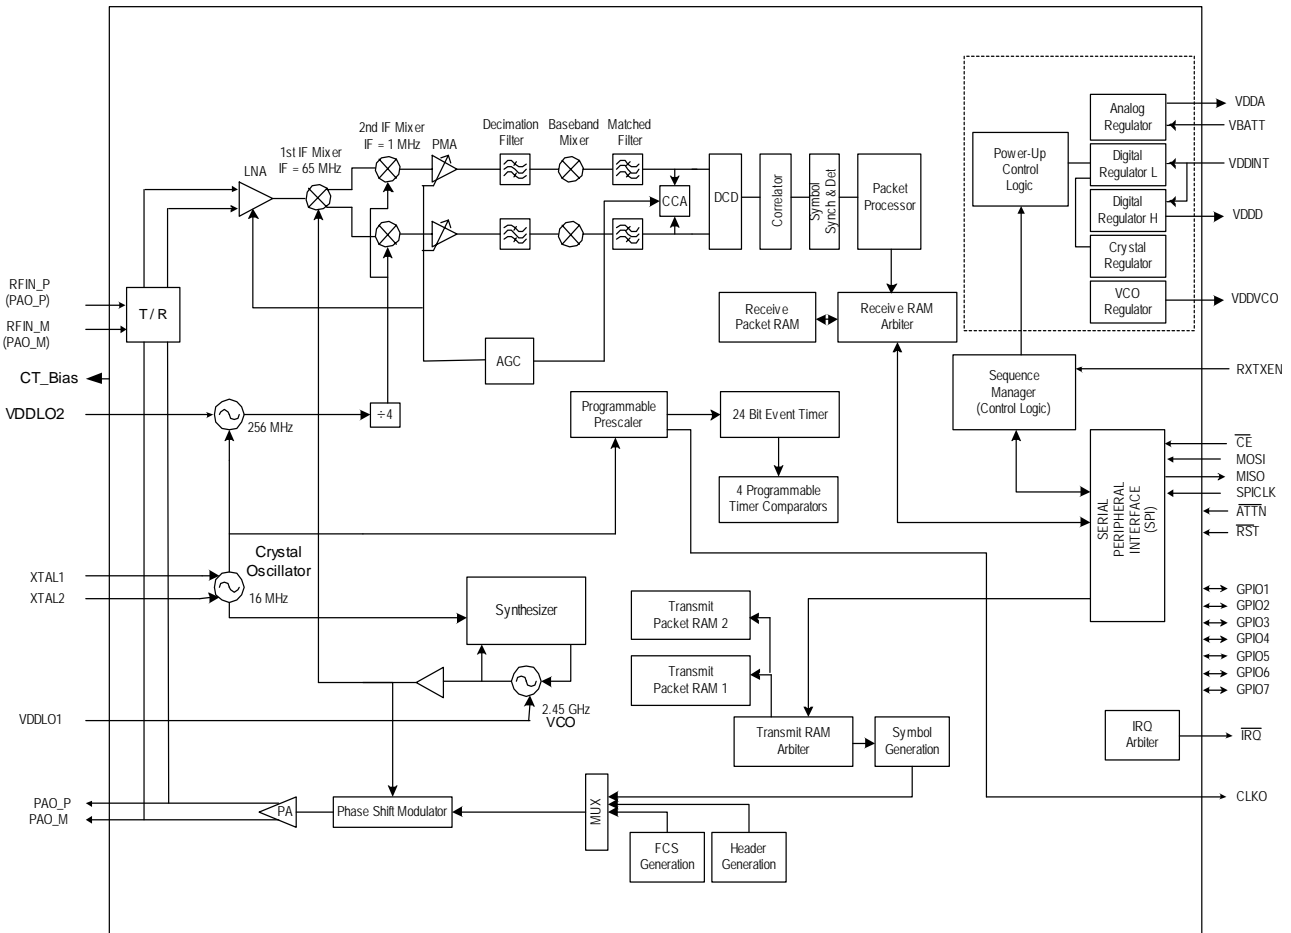 Analog
Regulator
VDDA
VBATT
Power-Up
Control
Logic
Digital
Regulator L
VDDINT
Digital
Regulator H
VDDD
Crystal
Regulator
VCO
Regulator
VDDVCO
LNA
1st IF Mixer
IF = 65 MHz
2nd IF Mixer
IF = 1 MHz
PMA
Decimation
Filter
Baseband
Mixer
Matched
Filter
CCA
DCD
Correlator
Symbol
Synch & Det
Packet
Processor
RFIN_P
(PAO_P)
RFIN_M
(PAO_M)
T / R
CT_Bias
AGC
Receive
Packet RAM
Receive RAM
Arbiter
Sequence
Manager
(Control Logic)
RXTXEN
VDDLO2
256 MHz
÷4
Programmable
Prescaler
24 Bit Event Timer
4 Programmable
Timer Comparators
SERIAL
PERIPHERAL
INTERFACE
(SPI)
CE
MOSI
MISO
SPICLK
ATTN
RST
XTAL1
XTAL2
Crystal
Oscillator
16 MHz
Synthesizer
2.45 GHz
VCO
VDDLO1
Transmit
Packet RAM 2
Transmit
Packet RAM 1
Transmit RAM
Arbiter
Symbol
Generation
GPIO1
GPIO2
GPIO3
GPIO4
GPIO5
GPIO6
GPIO7
IRQ
Arbiter
IRQ
CLKO
PAO_P
PAO_M
PA
Phase Shift Modulator
MUX
FCS
Generation
Header
Generation